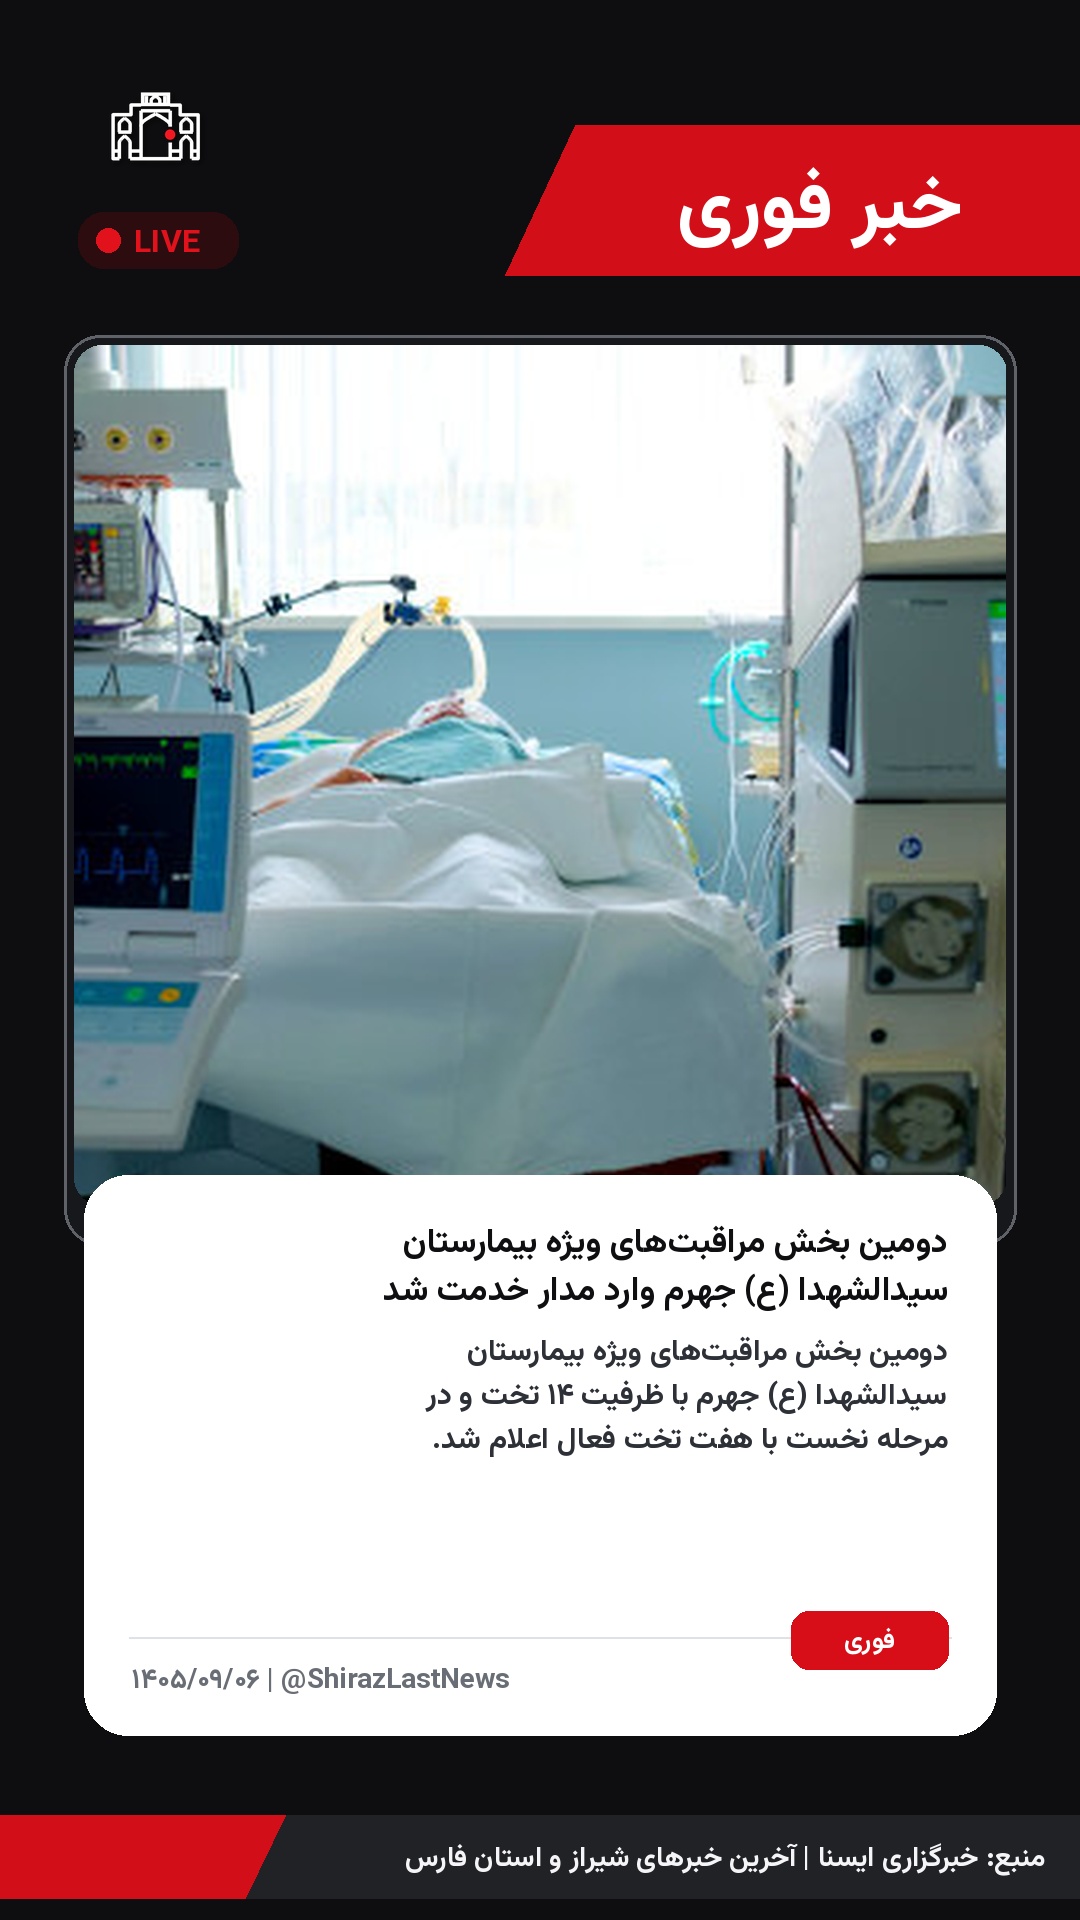 خبر فوری
LIVE
دومین بخش مراقبت‌های ویژه بیمارستان
سیدالشهدا (ع) جهرم وارد مدار خدمت شد
دومین بخش مراقبت‌های ویژه بیمارستان
سیدالشهدا (ع) جهرم با ظرفیت ۱۴ تخت و در
مرحله نخست با هفت تخت فعال اعلام شد.
فوری
۱۴۰۵/۰۹/۰۶ | @ShirazLastNews
منبع: خبرگزاری ایسنا | آخرین خبرهای شیراز و استان فارس